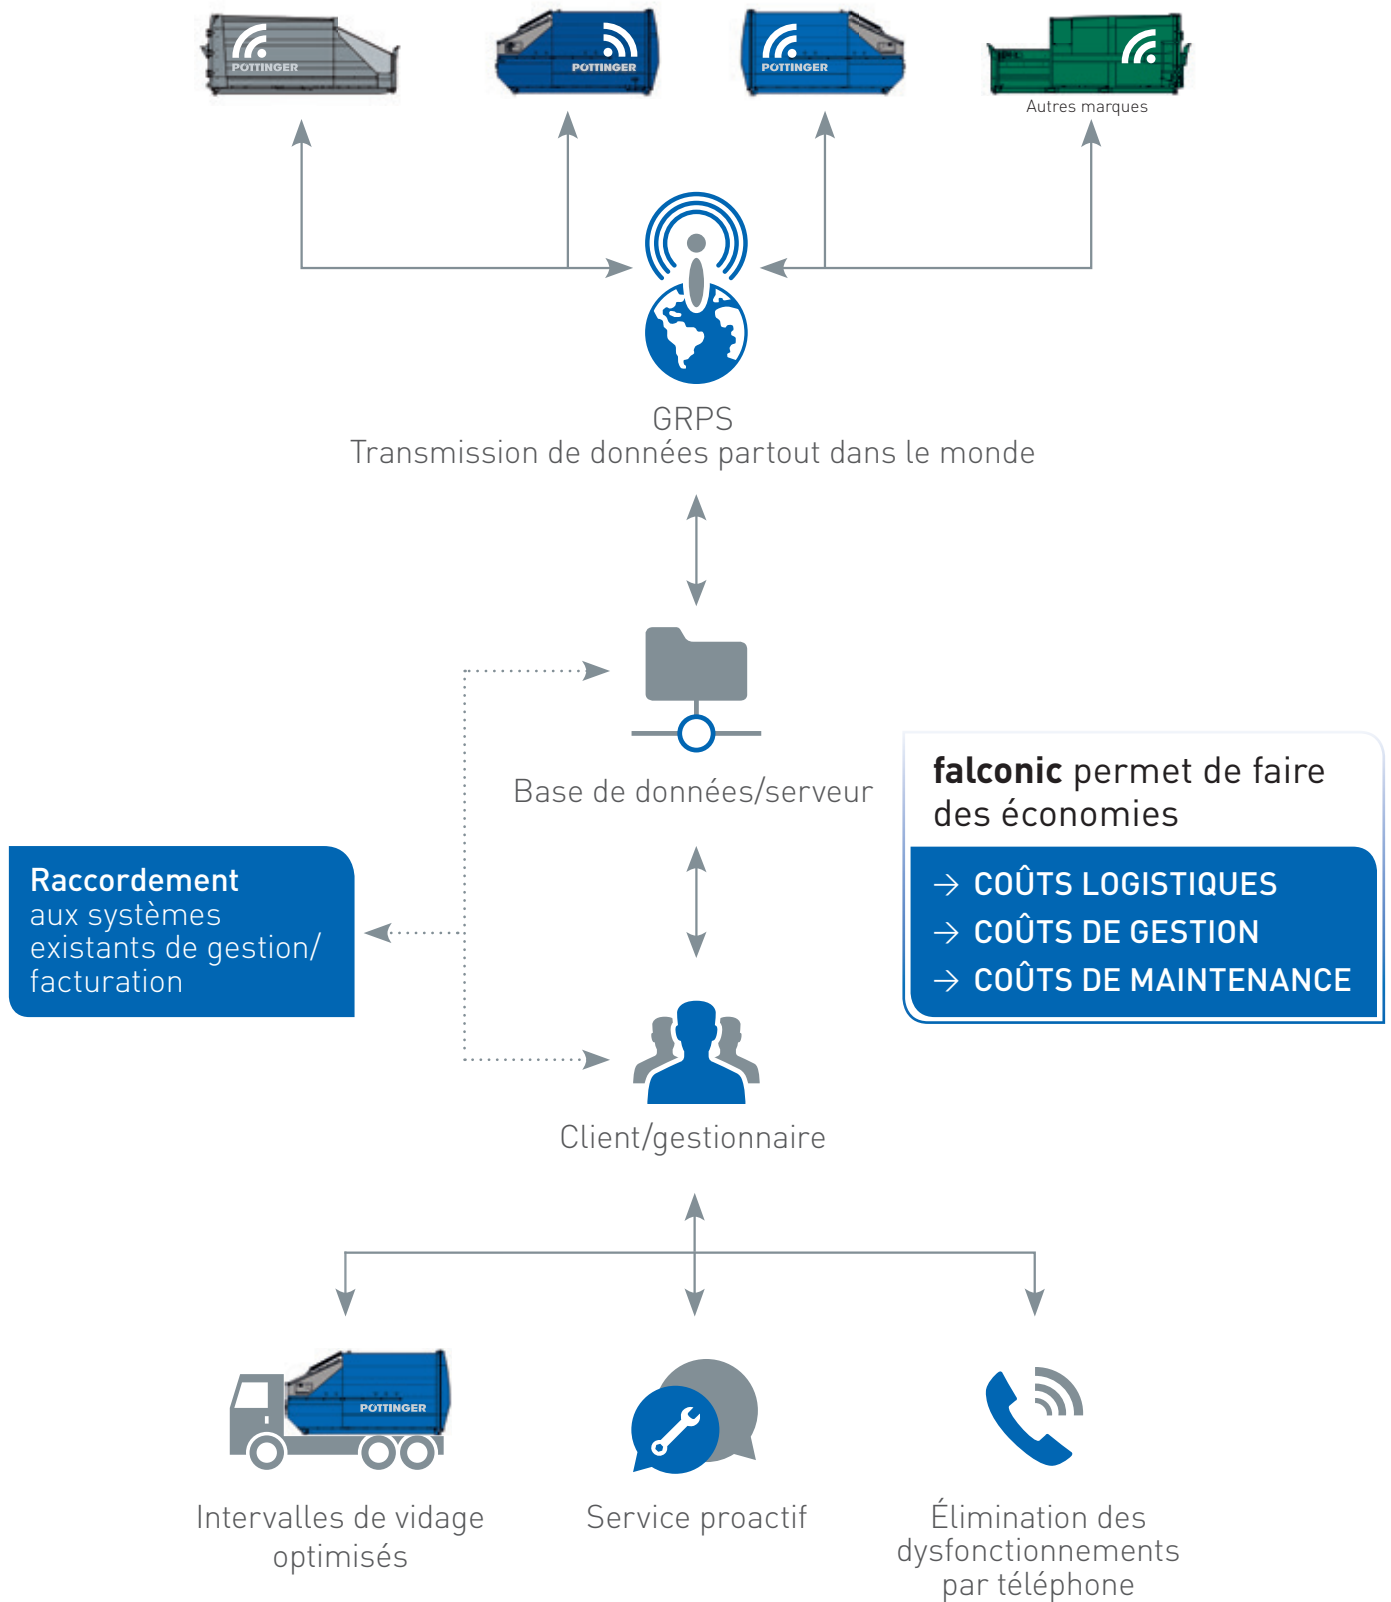 POTTINGER
POTTINGER
POTTINGER
Autres marques
GRPS
Transmission de données partout dans le monde
Base de données/serveur
falconic permet de faire
des économies
→ COÛTS LOGISTIQUES
→ COÛTS DE GESTION
→ COÛTS DE MAINTENANCE
Raccordement
aux systèmes
existants de gestion/
facturation
Client/gestionnaire
POTTINGER
Intervalles de vidage
optimisés
Service proactif
Élimination des
dysfonctionnements
par téléphone